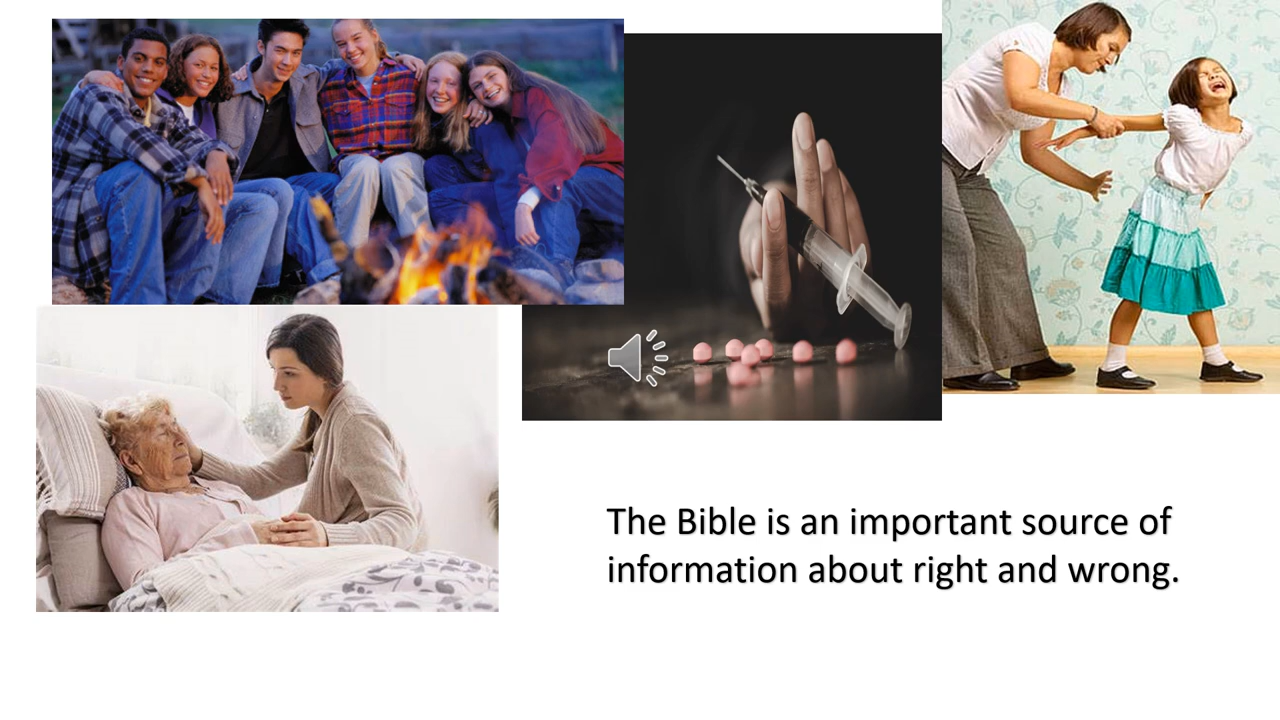 The Bible is an important source of
information about right and wrong.